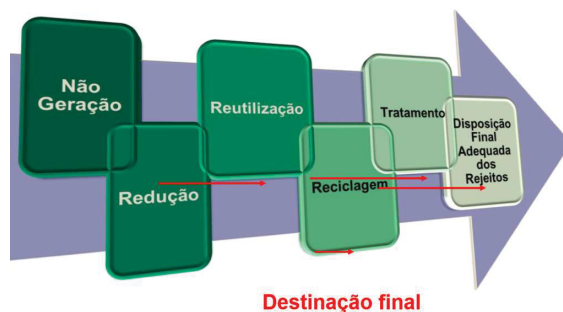 Não
Geração
Redução
Reutilização
Reciclagem
Tratamento
Disposição
Final
Adequada
dos
Rejeitos
Destinação final